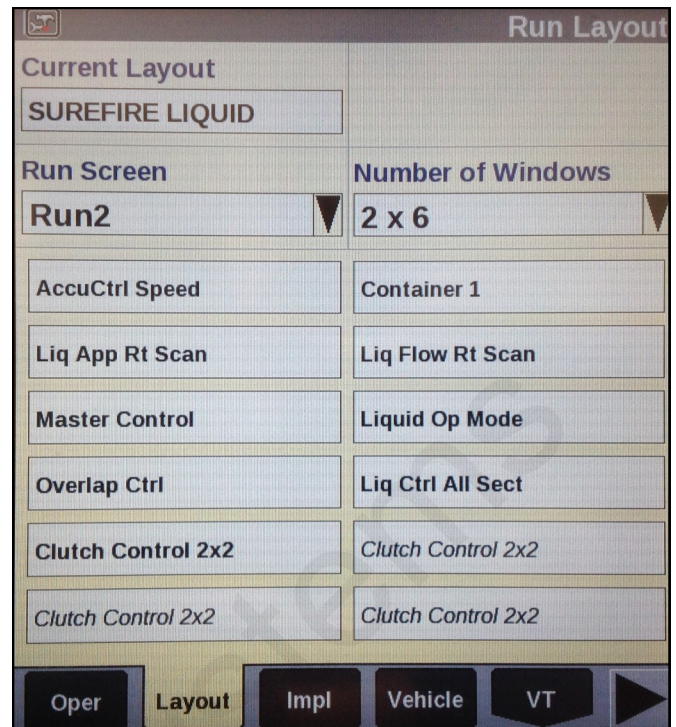 Run Layout
Current Layout
SUREFIRE LIQUID
Run Screen
Number of Windows
Run2
2 x 6
AccuCtrl Speed
Container 1
Liq App Rt Scan
Liq Flow Rt Scan
Master Control
Liquid Op Mode
Overlap Ctrl
Liq Ctrl All Sect
Clutch Control 2x2
Clutch Control 2x2
Clutch Control 2x2
Clutch Control 2x2
Oper
Layout
Impl
Vehicle
VT